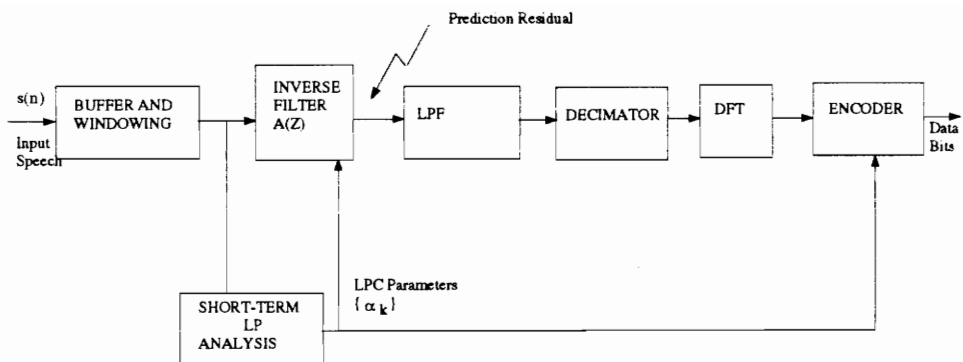 Prediction Residual
s(n)
Input
Speech
BUFFER AND
WINDOWING
INVERSE
FILTER
A(Z)
LPF
DECIMATOR
DFT
ENCODER
Data
Bits
LPC Parameters
{ α k }
SHORT-TERM
LP
ANALYSIS